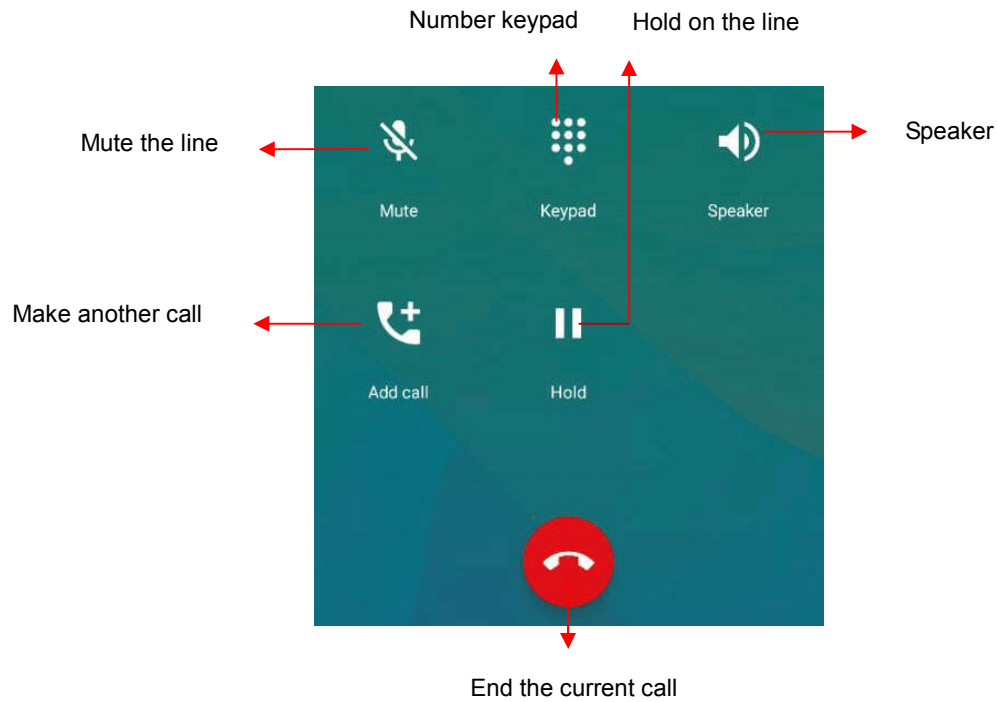 Number keypad
Hold on the line
Mute the line
Speaker
Mute
Keypad
Speaker
Make another call
Add call
Hold
End the current call